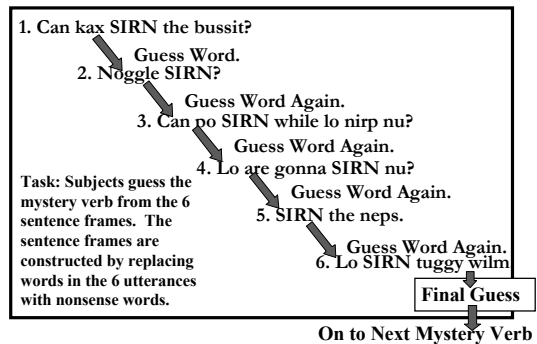 1. Can kax SIRN the bussit?
Guess Word.
2. Noggle SIRN?
Guess Word Again.
3. Can po SIRN while lo nirp nu?
Guess Word Again.
4. Lo are gonna SIRN nu?
Guess Word Again.
5. SIRN the neps.
Guess Word Again.
6. Lo SIRN tuggy wilm
Task: Subjects guess the
mystery verb from the 6
sentence frames. The
sentence frames are
constructed by replacing
words in the 6 utterances
with nonsense words.
Final Guess
On to Next Mystery Verb